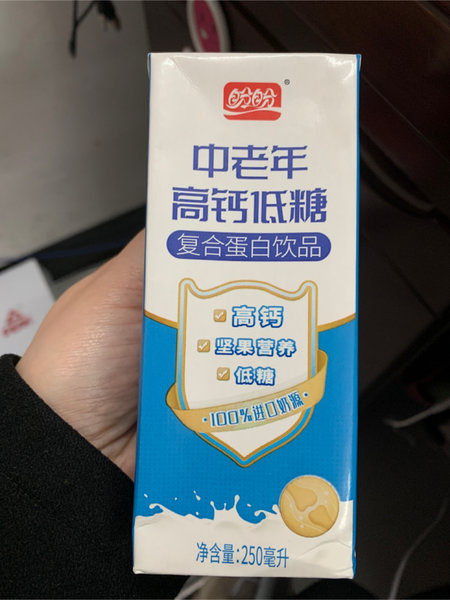 盼盼®
中老年
高钙低糖
复合蛋白饮品
高钙
坚果营养
低糖
100%进口奶源
净含量:250毫升